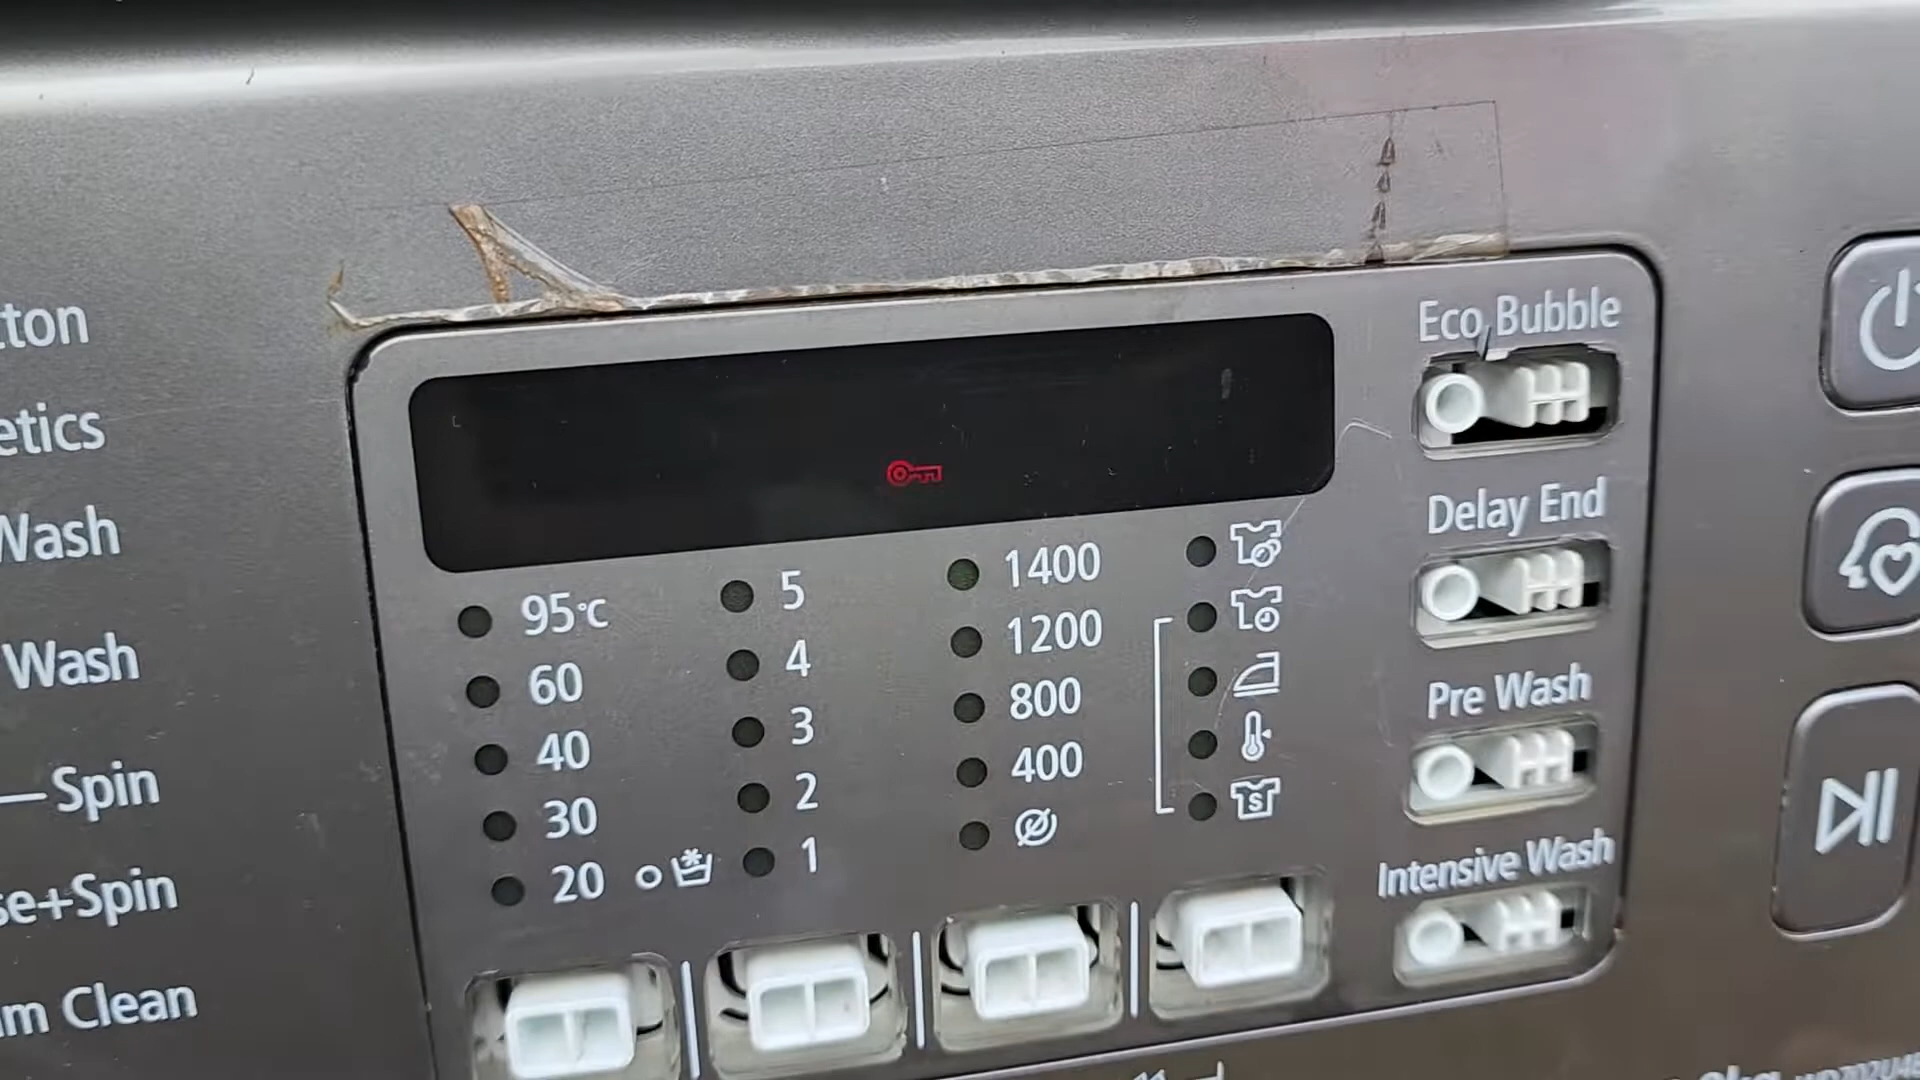 tton
etics
Wash
Wash
Spin
se+Spin
m Clean
95°C
60
40
30
20
5
4
3
2
1
1400
1200
800
400
Eco Bubble
Delay End
Pre Wash
Intensive Wash